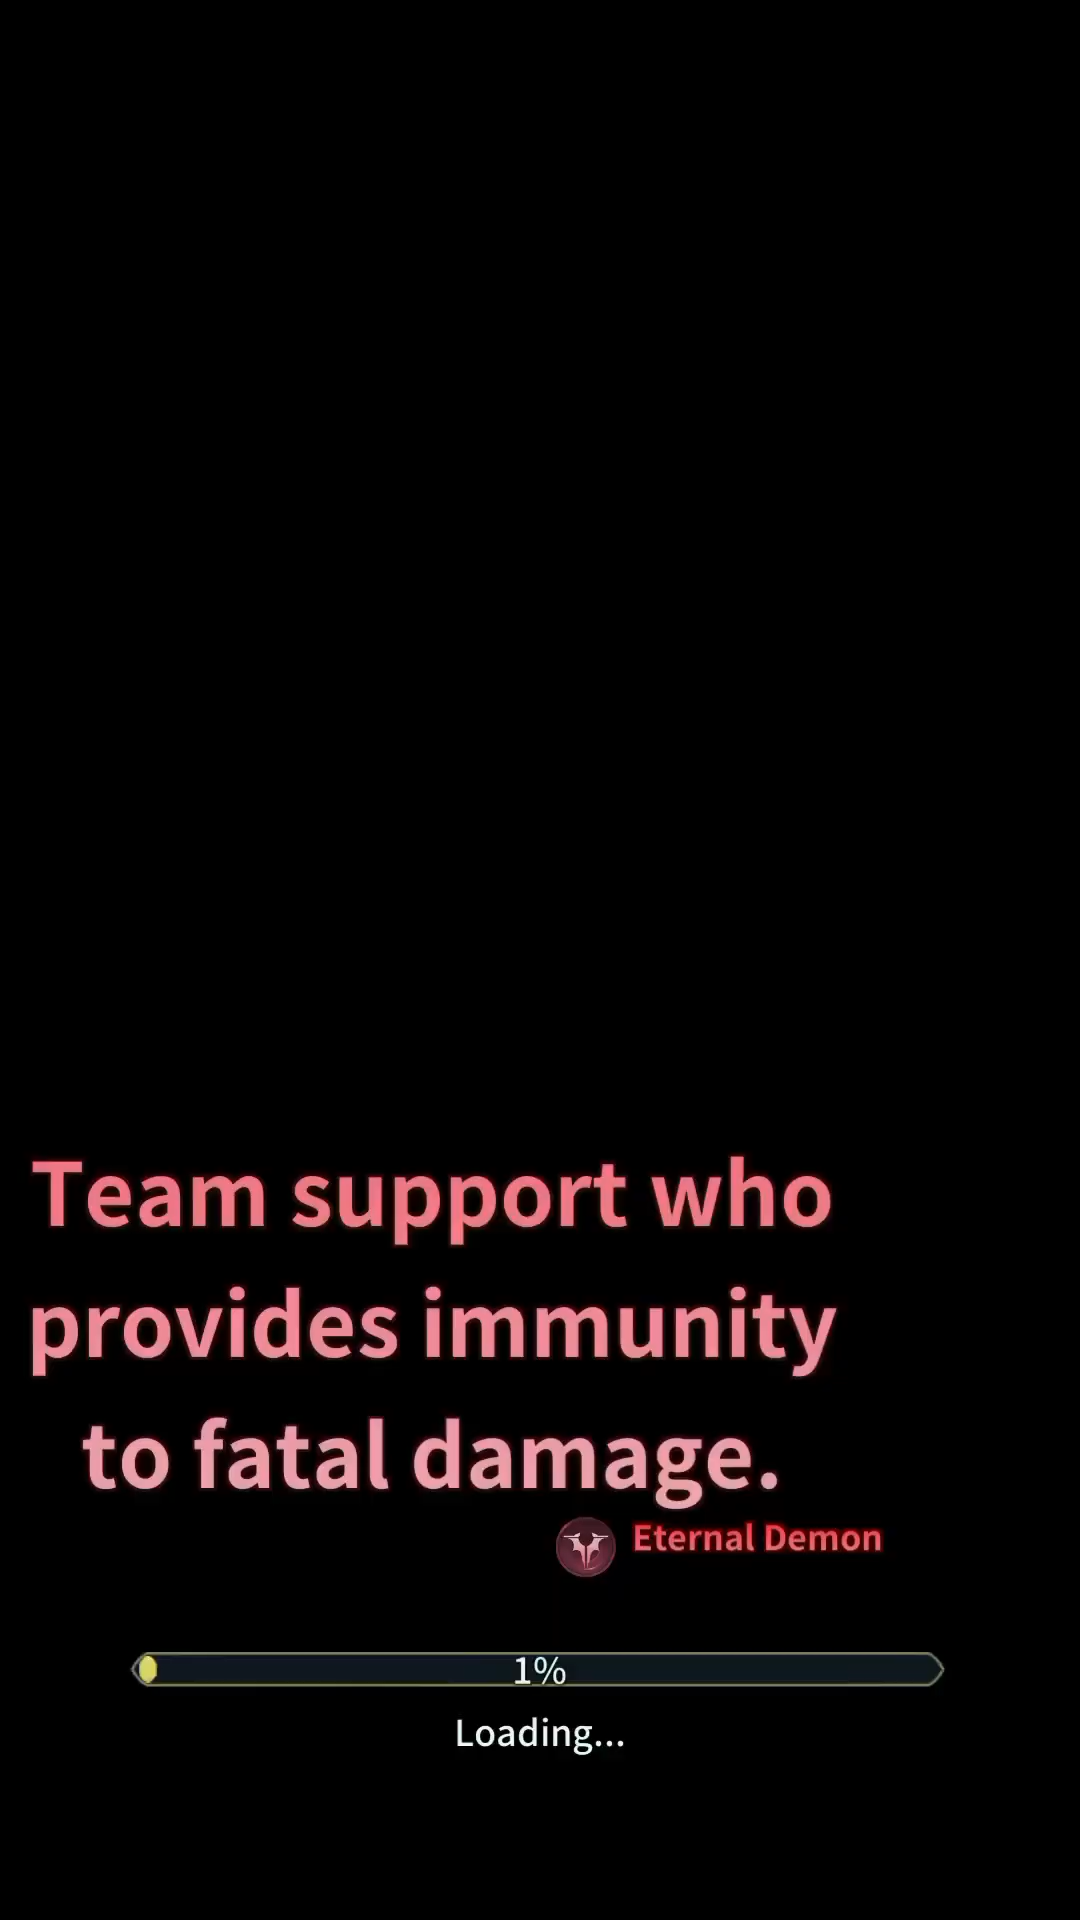 Team support who
provides immunity
to fatal damage.
Eternal Demon
1%
Loading...